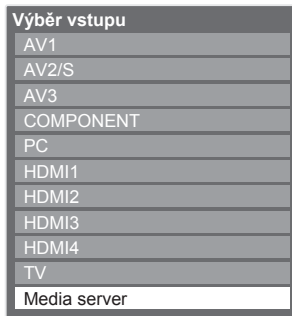 Výběr vstupu
AV1
AV2/S
AV3
COMPONENT
PC
HDMI1
HDMI2
HDMI3
HDMI4
TV
Media server